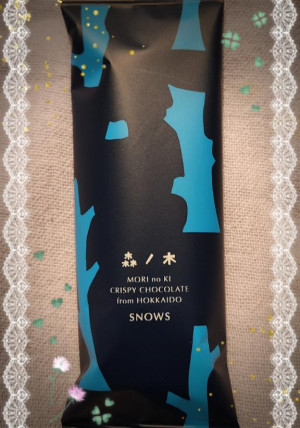 森ノ木
MORI no KI
CRISPY CHOCOLATE
from HOKKAIDO
SNOWS